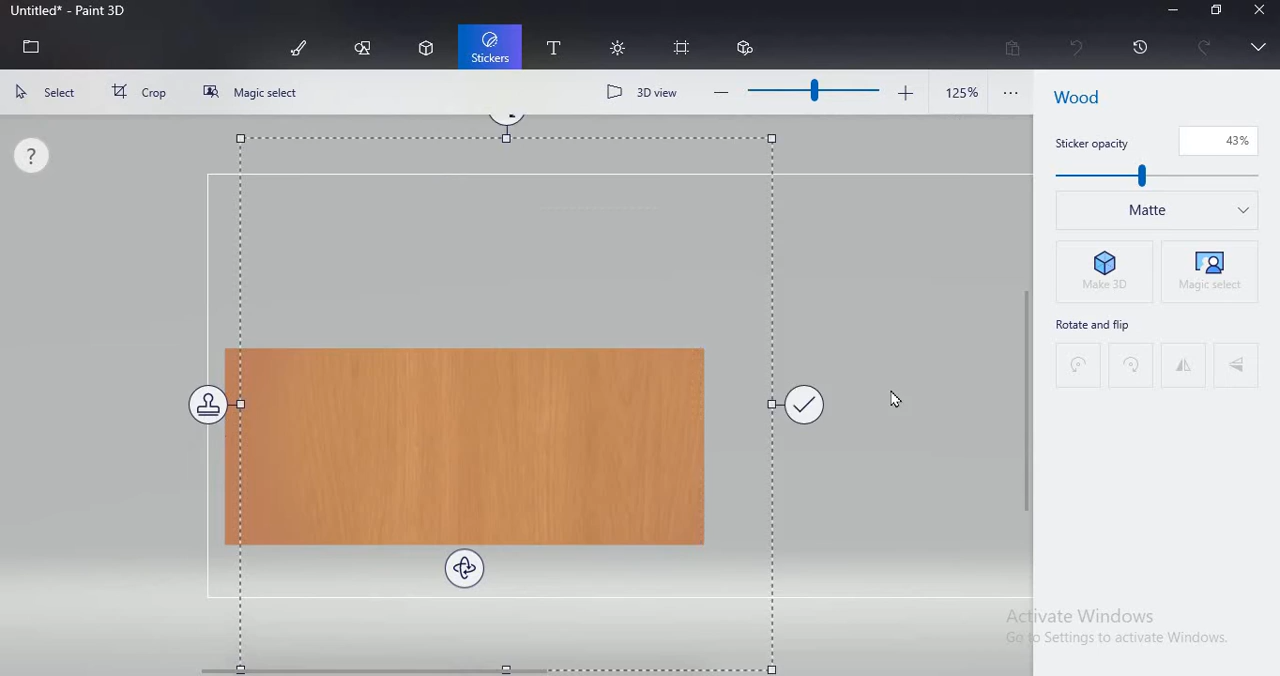 Untitled* - Paint 3D
Stickers
Select
Crop
Magic select
3D view
125%
Wood
Sticker opacity
43%
Matte
Make 3D
Magic select
Rotate and flip
?
Activate Windows
Go to Settings to activate Windows.